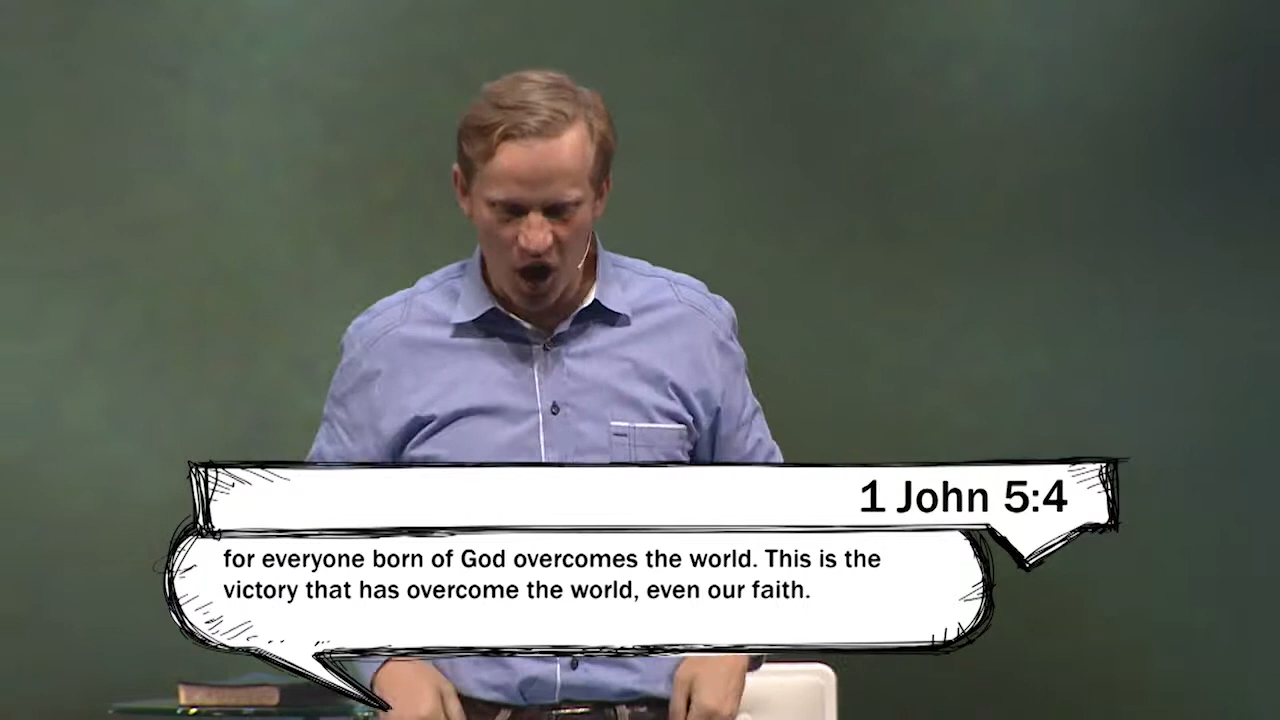 1 John 5:4
for everyone born of God overcomes the world. This is the
victory that has overcome the world, even our faith.